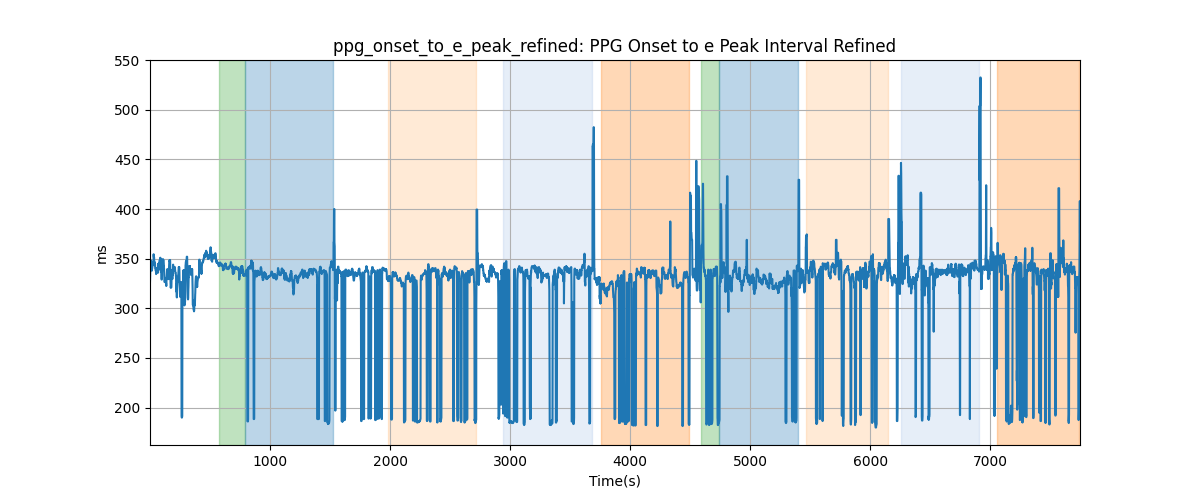 ppg_onset_to_e_peak_refined: PPG Onset to e Peak Interval Refined
550
500
450
400
350
300
250
200
ms
1000 2000 3000 4000 5000 6000 7000
Time(s)